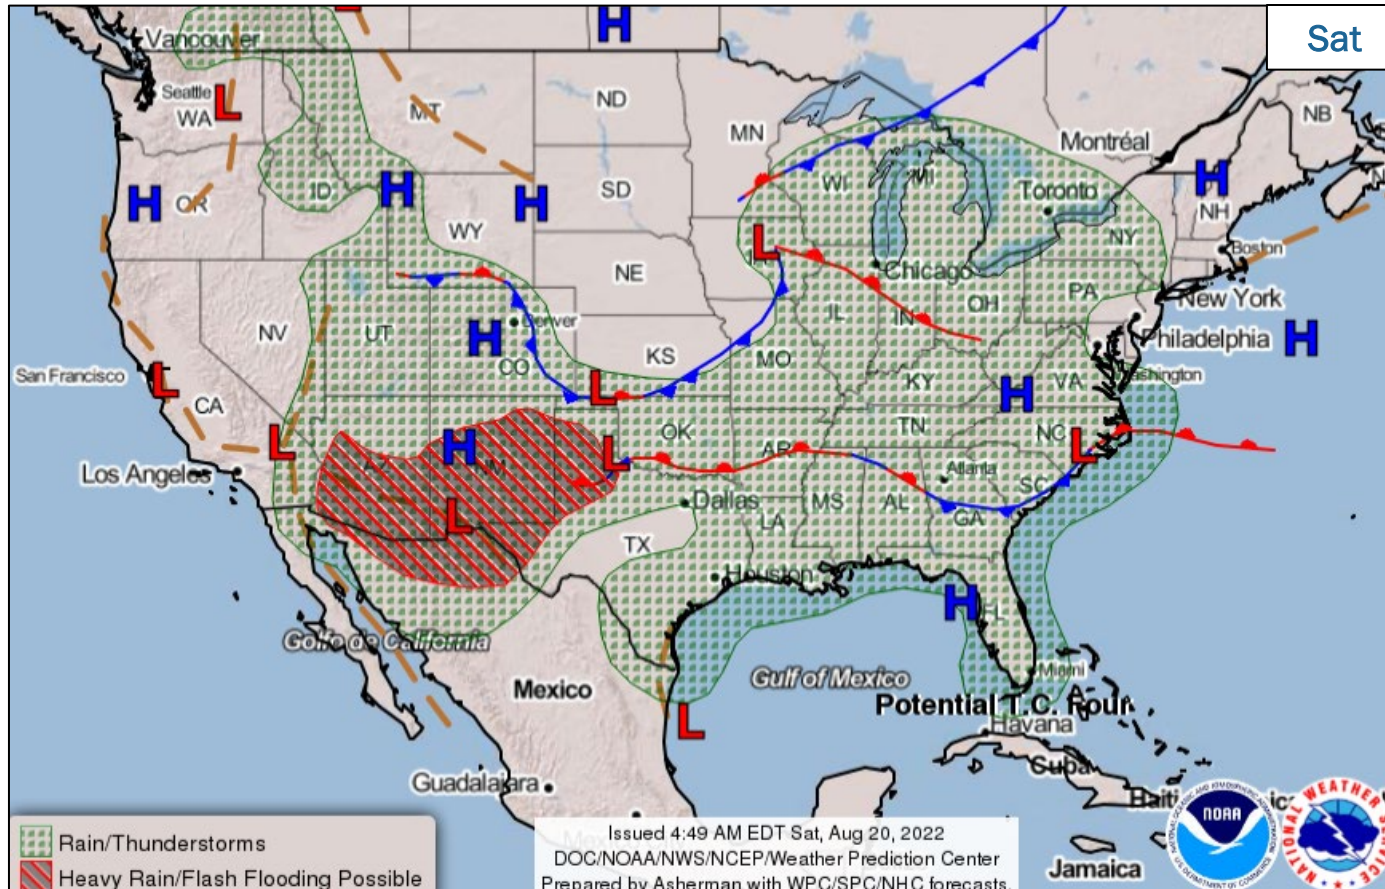 Sat
Vancouver
Seattle
WA
MT
ND
MN
Montréal
NB
H
L
H
OR
ID
H
WY
H
SD
WI
MI
Toronto
H
NH
NY
Boston
L
Chicago
NE
NV
UT
H
Denver
CO
KS
MO
IL
IN
OH
PA
New York
Philadelphia
H
San Francisco
L
CA
L
KY
H
VA
Washington
Los Angeles
L
AZ
H
NM
L
OK
AR
TN
NC
L
Atlanta
SC
L
Dallas
LA
MS
AL
GA
TX
Houston
H
FL
Golfo de California
Mexico
Gulf of Mexico
Miami
Potential T.C. Four
L
Havana
Cuba
Guadalajara
Haiti
Jamaica
Mexico City
NOAA
NATIONAL WEATHER SERVICE
Rain/Thunderstorms
Heavy Rain/Flash Flooding Possible
Issued 4:49 AM EDT Sat, Aug 20, 2022
DOC/NOAA/NWS/NCEP/Weather Prediction Center
Prepared by Asherman with WPC/SPC/NHC forecasts.